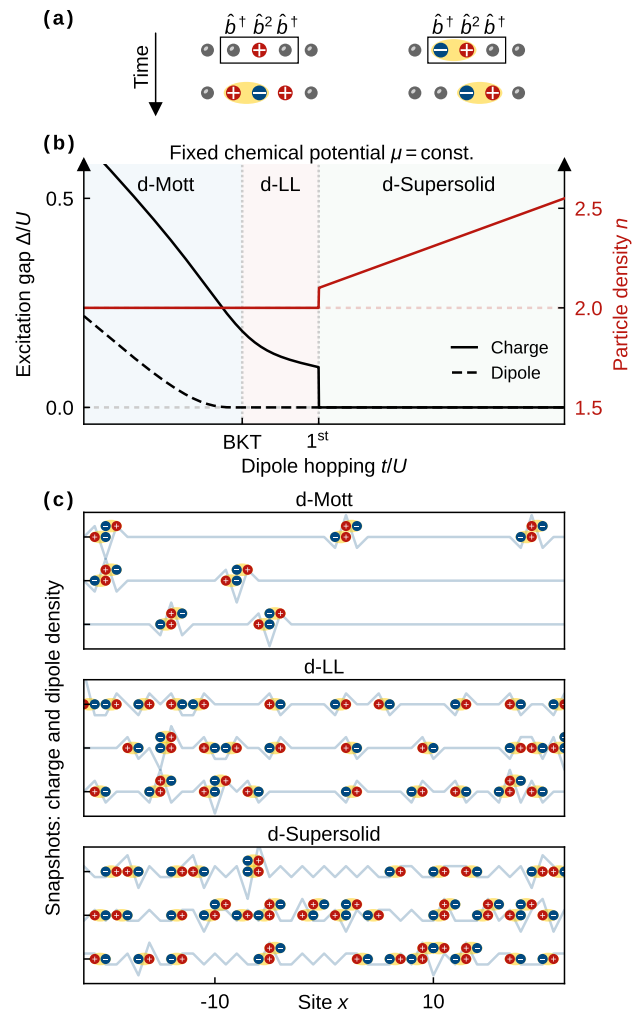 (a)
b̂† b̂² b̂†
b̂† b̂² b̂†
Time
(b)
Fixed chemical potential μ = const.
d-Mott
d-LL
d-Supersolid
Excitation gap Δ/U
0.5
0.0
Particle density n
2.5
2.0
1.5
Charge
Dipole
BKT
1st
Dipole hopping t/U
(c)
Snapshots: charge and dipole density
d-Mott
d-LL
d-Supersolid
-10
10
Site x